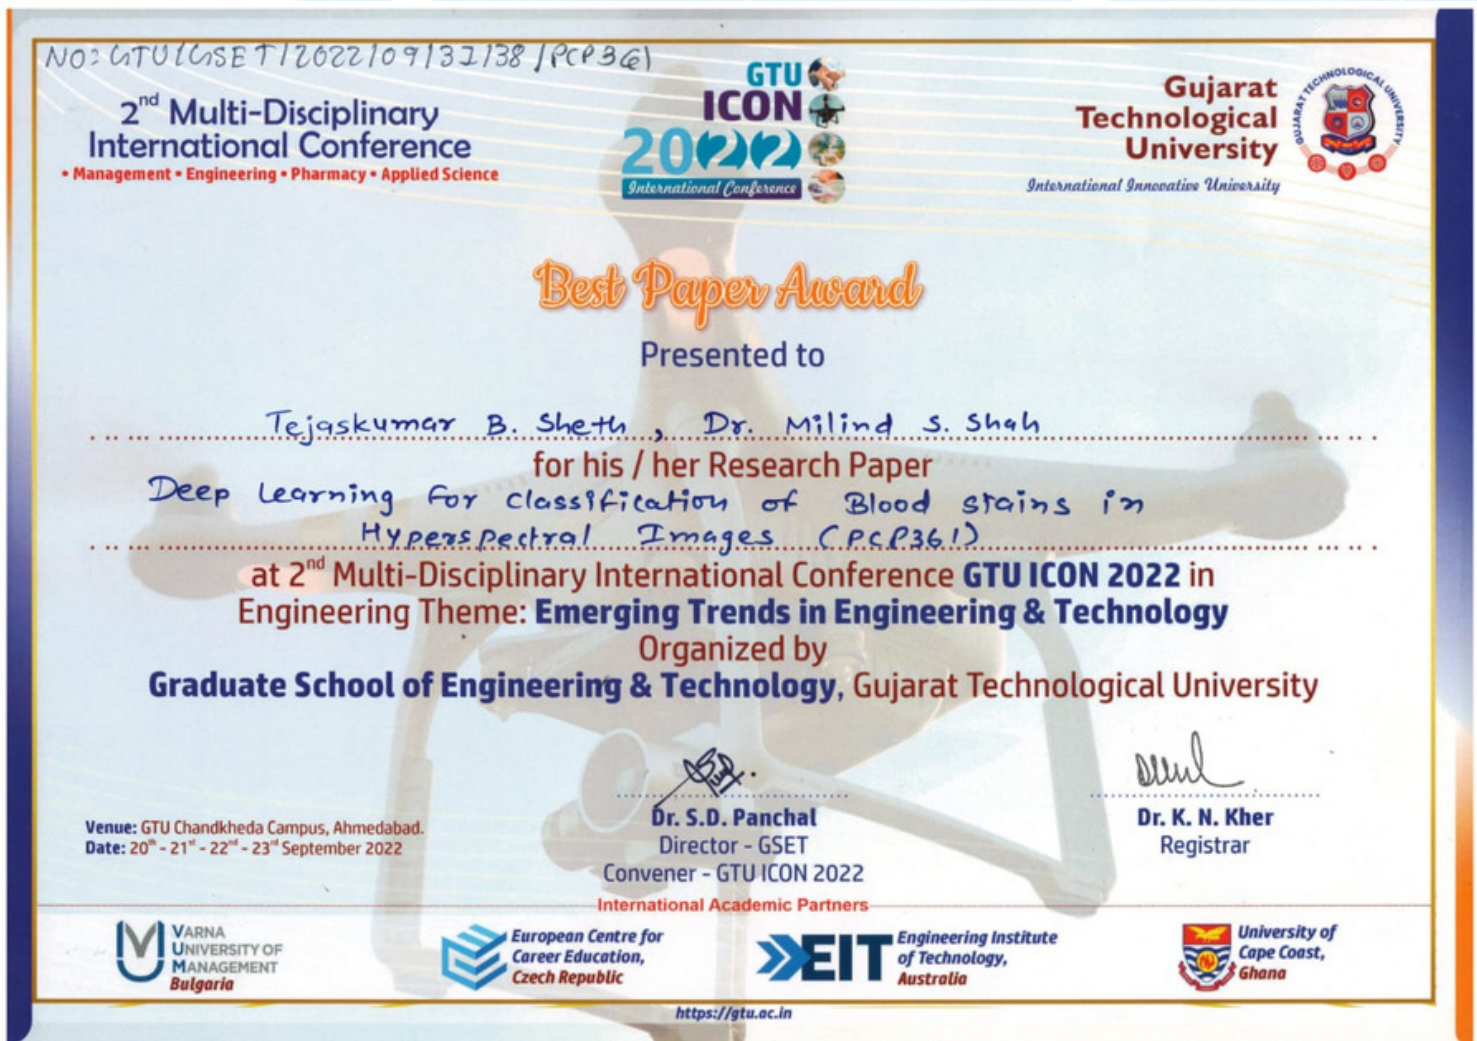 NO: GTU/GSET/2022/09/32/38/PCP361
2nd Multi-Disciplinary
International Conference
• Management • Engineering • Pharmacy • Applied Science
GTU
ICON
2022
International Conference
Gujarat
Technological
University
International Innovative University
GUJARAT TECHNOLOGICAL UNIVERSITY
Best Paper Award
Presented to
Tejaskumar B. Sheth, Dr. Milind S. Shah
for his / her Research Paper
Deep Learning For Classification of Blood stains in
Hyperspectral Images (PCP361)
at 2nd Multi-Disciplinary International Conference GTU ICON 2022 in
Engineering Theme: Emerging Trends in Engineering & Technology
Organized by
Graduate School of Engineering & Technology, Gujarat Technological University
Venue: GTU Chandkheda Campus, Ahmedabad.
Date: 20th - 21st - 22nd - 23rd September 2022
Dr. S.D. Panchal
Director - GSET
Convener - GTU ICON 2022
Dr. K. N. Kher
Registrar
International Academic Partners
VARNA
UNIVERSITY OF
MANAGEMENT
Bulgaria
European Centre for
Career Education,
Czech Republic
EIT
Engineering Institute
of Technology,
Australia
University of
Cape Coast,
Ghana
https://gtu.ac.in